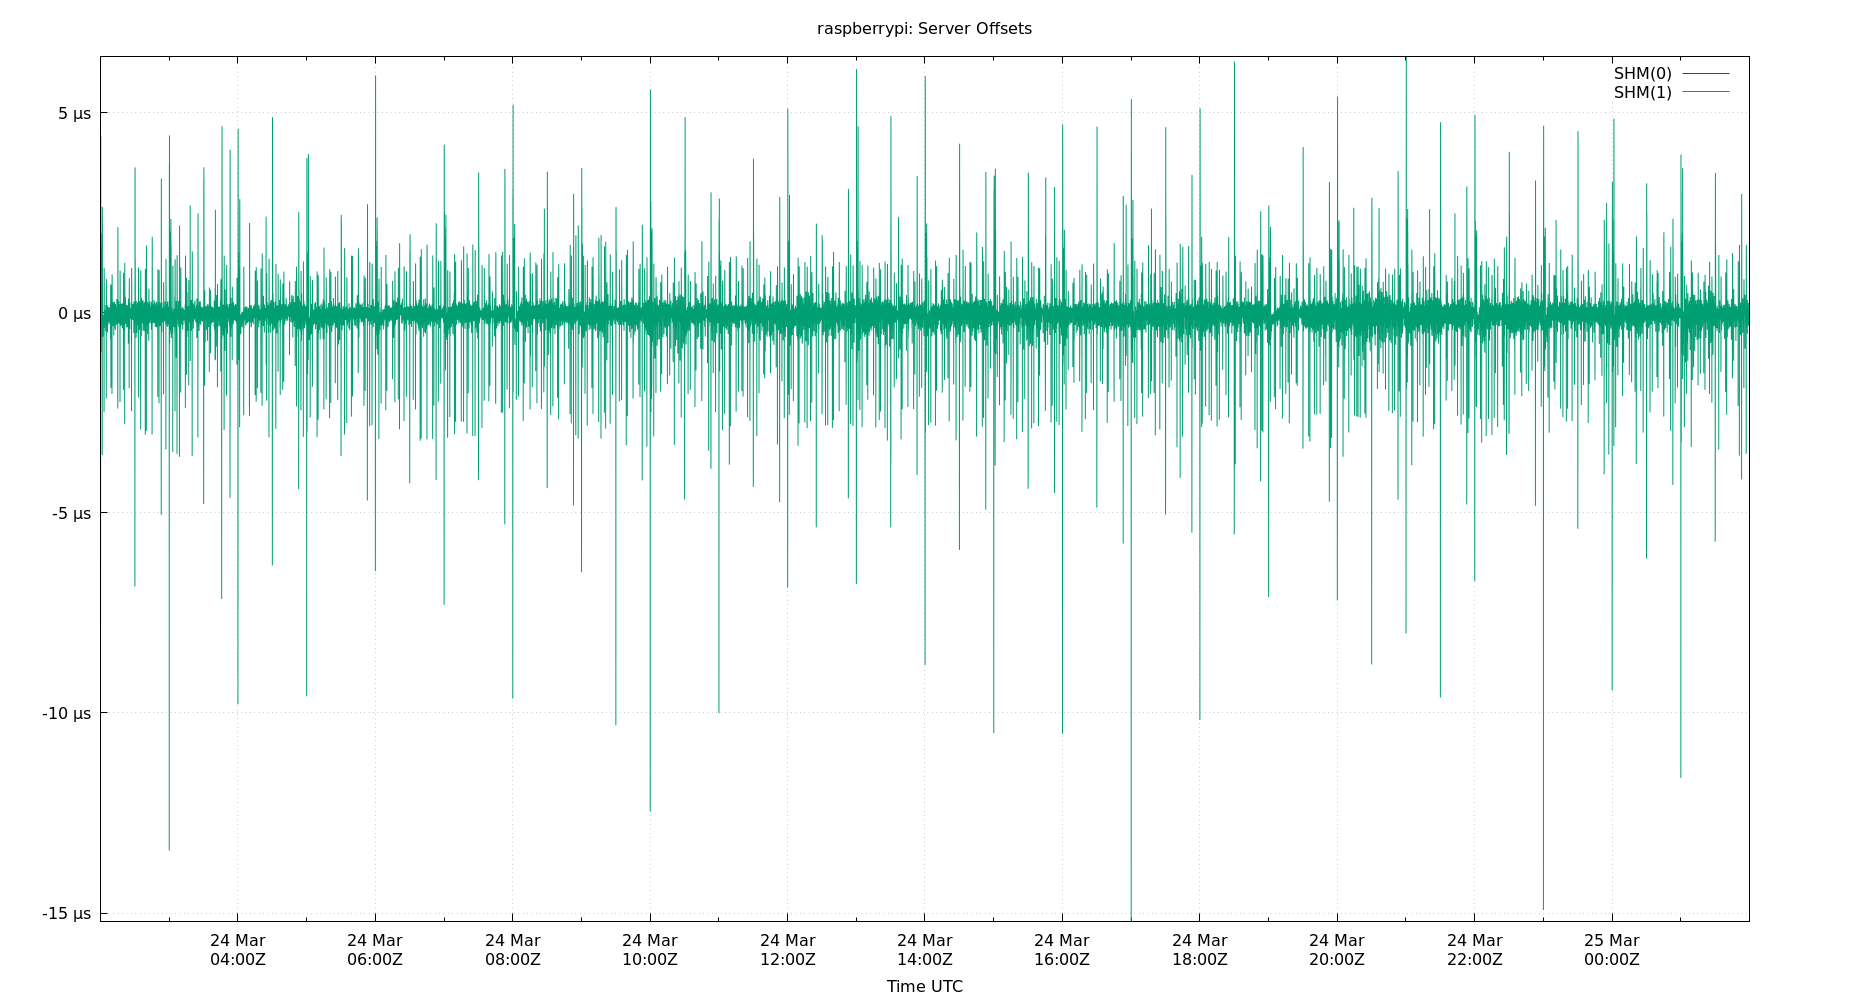 raspberrypi: Server Offsets
SHM(0)
SHM(1)
5 µs
0 µs
-5 µs
-10 µs
-15 µs
24 Mar 24 Mar 24 Mar 24 Mar 24 Mar 24 Mar 24 Mar 24 Mar 24 Mar 24 Mar 25 Mar
04:00Z 06:00Z 08:00Z 10:00Z 12:00Z 14:00Z 16:00Z 18:00Z 20:00Z 22:00Z 00:00Z
Time UTC